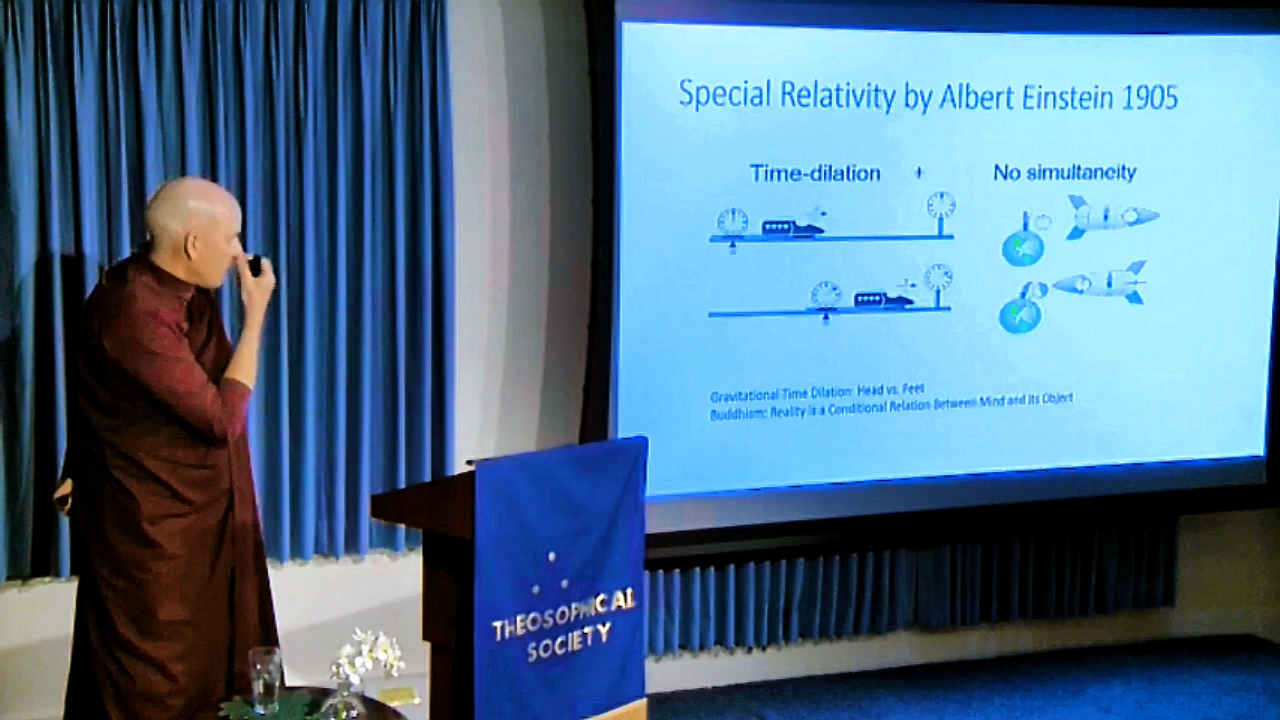 Special Relativity by Albert Einstein 1905
Time-dilation + No simultaneity
Gravitational Time Dilation: Head vs. Feet
Buddhism: Reality is a Conditional Relation Between Mind and its Object
THEOSOPHICAL
SOCIETY